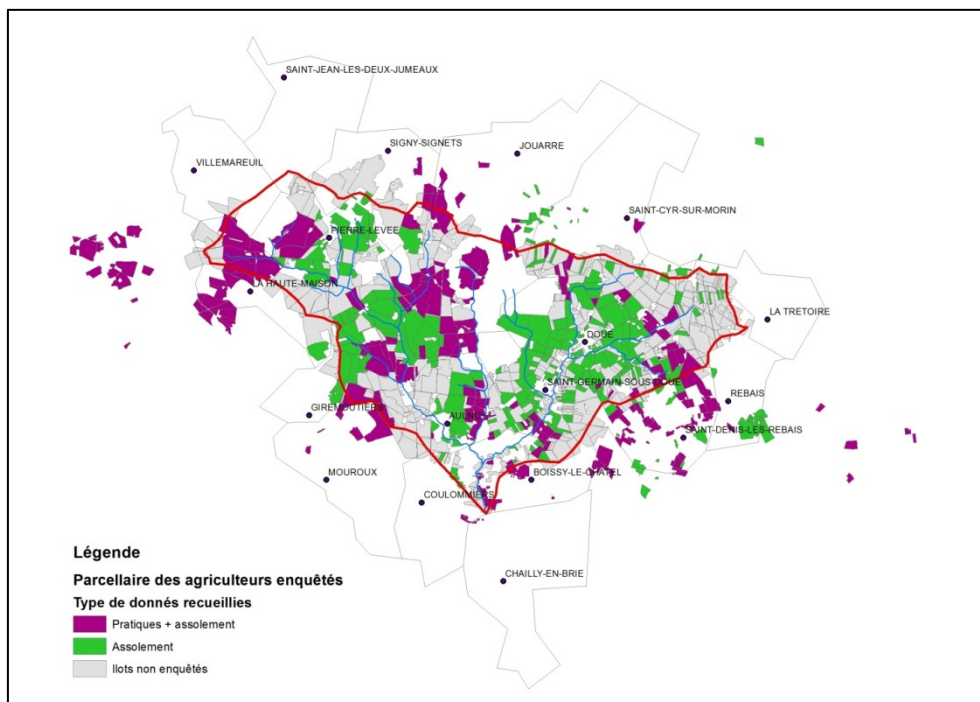 SAINT-JEAN-LES-DEUX-JUMEAUX
SIGNY-SIGNETS
JOUARRE
VILLEMAREUIL
SAINT-CYR-SUR-MORIN
PIERRE-LEVEE
LA HAUTE-MAISON
LA TRETOIRE
DOUE
SAINT-GERMAIN-SOUS-DOUE
REBAIS
GIREMOUTIERS
AULNOY
SAINT-DENIS-LES-REBAIS
MOUROUX
BOISSY-LE-CHATEL
COULOMMIERS
CHAILLY-EN-BRIE
Légende
Parcellaire des agriculteurs enquêtés
Type de donnés recueillies
Pratiques + assolement
Assolement
Ilots non enquêtés